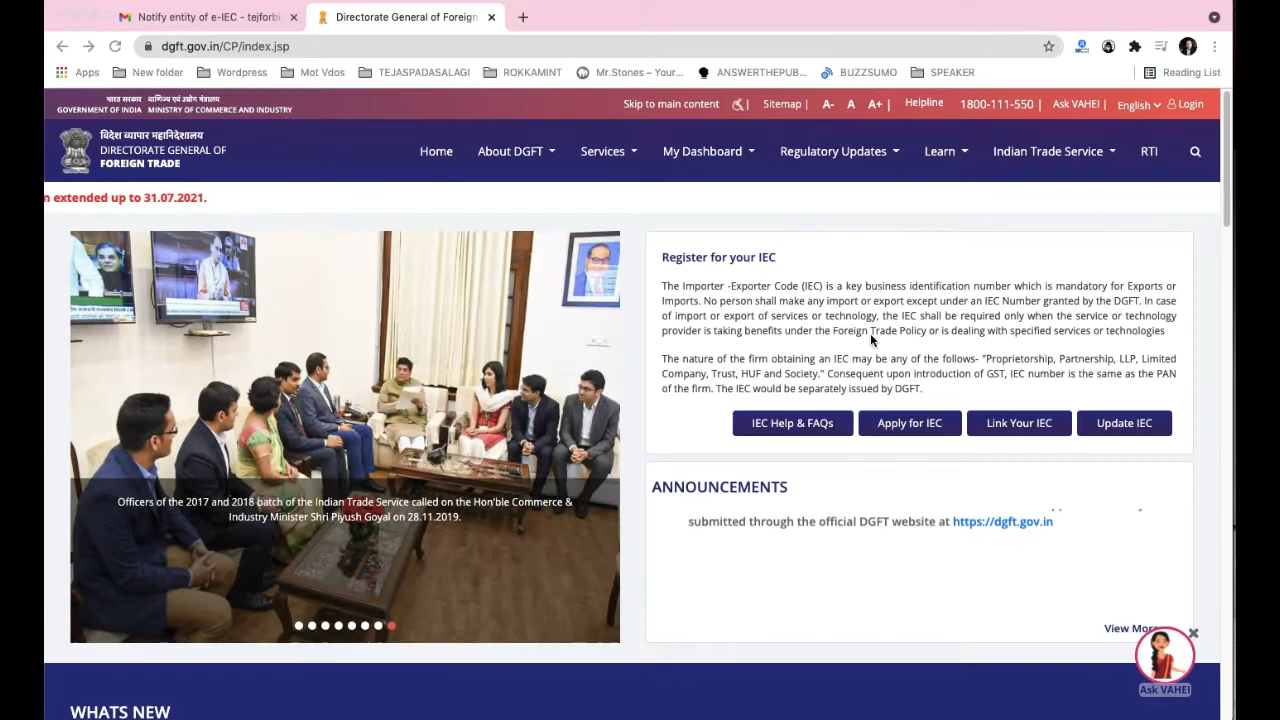 Notify entity of e-IEC - tejforbi
Directorate General of Foreign
dgft.gov.in/CP/index.jsp
Apps New folder Wordpress Mot Vdos TEJASPADASALAGI ROKKAMINT Mr.Stones – Your... ANSWERTHEPUB... BUZZSUMO SPEAKER Reading List
भारत सरकार वाणिज्य एवं उद्योग मंत्रालय
GOVERNMENT OF INDIA MINISTRY OF COMMERCE AND INDUSTRY
Skip to main content | Sitemap | A- A A+ | Helpline 1800-111-550 | Ask VAHEI | English Login
विदेश व्यापार महानिदेशालय
DIRECTORATE GENERAL OF
FOREIGN TRADE
Home About DGFT Services My Dashboard Regulatory Updates Learn Indian Trade Service RTI
n extended up to 31.07.2021.
Register for your IEC
The Importer -Exporter Code (IEC) is a key business identification number which is mandatory for Exports or
Imports. No person shall make any import or export except under an IEC Number granted by the DGFT. In case
of import or export of services or technology, the IEC shall be required only when the service or technology
provider is taking benefits under the Foreign Trade Policy or is dealing with specified services or technologies
The nature of the firm obtaining an IEC may be any of the follows- "Proprietorship, Partnership, LLP, Limited
Company, Trust, HUF and Society." Consequent upon introduction of GST, IEC number is the same as the PAN
of the firm. The IEC would be separately issued by DGFT.
IEC Help & FAQs Apply for IEC Link Your IEC Update IEC
Officers of the 2017 and 2018 batch of the Indian Trade Service called on the Hon'ble Commerce &
Industry Minister Shri Piyush Goyal on 28.11.2019.
ANNOUNCEMENTS
submitted through the official DGFT website at https://dgft.gov.in
View More
Ask VAHEI
WHATS NEW